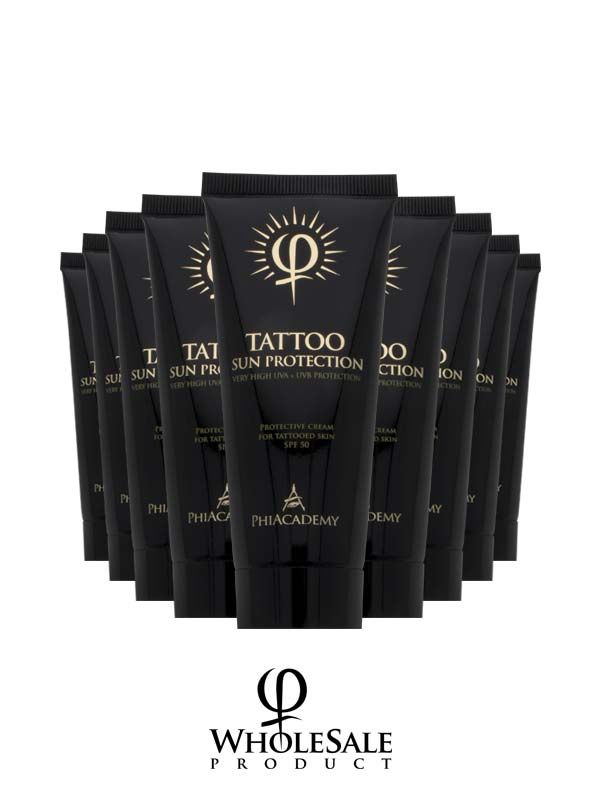 φ
TATTOO
SUN PROTECTION
VERY HIGH UVA + UVB PROTECTION
PROTECTIVE CREAM
FOR TATTOOED SKIN
SPF 50
PHIACADEMY
φ
WHOLESALE
PRODUCT